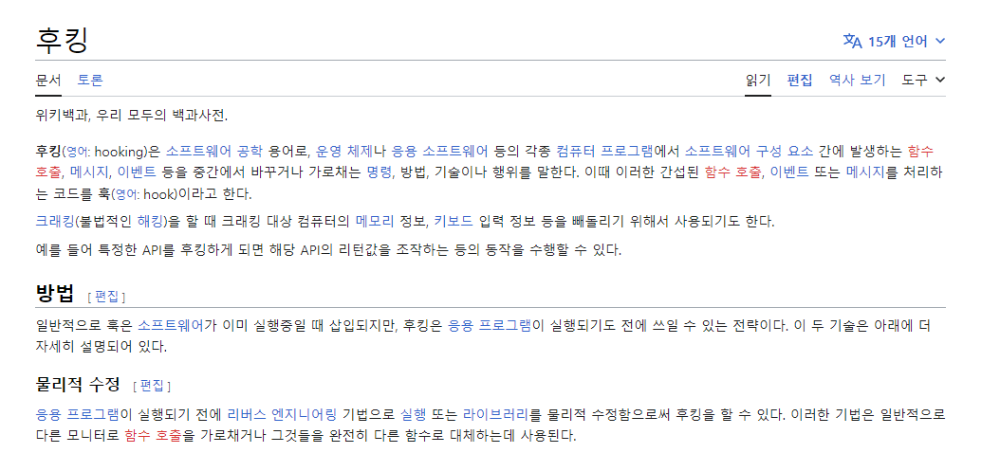 후킹
15개 언어
문서 토론 읽기 편집 역사 보기 도구
위키백과, 우리 모두의 백과사전.
후킹(영어: hooking)은 소프트웨어 공학 용어로, 운영 체제나 응용 소프트웨어 등의 각종 컴퓨터 프로그램에서 소프트웨어 구성 요소 간에 발생하는 함수
호출, 메시지, 이벤트 등을 중간에서 바꾸거나 가로채는 명령, 방법, 기술이나 행위를 말한다. 이때 이러한 간섭된 함수 호출, 이벤트 또는 메시지를 처리하
는 코드를 훅(영어: hook)이라고 한다.
크래킹(불법적인 해킹)을 할 때 크래킹 대상 컴퓨터의 메모리 정보, 키보드 입력 정보 등을 빼돌리기 위해서 사용되기도 한다.
예를 들어 특정한 API를 후킹하게 되면 해당 API의 리턴값을 조작하는 등의 동작을 수행할 수 있다.
방법 [ 편집 ]
일반적으로 훅은 소프트웨어가 이미 실행중일 때 삽입되지만, 후킹은 응용 프로그램이 실행되기도 전에 쓰일 수 있는 전략이다. 이 두 기술은 아래에 더
자세히 설명되어 있다.
물리적 수정 [ 편집 ]
응용 프로그램이 실행되기 전에 리버스 엔지니어링 기법으로 실행 또는 라이브러리를 물리적 수정함으로써 후킹을 할 수 있다. 이러한 기법은 일반적으로
다른 모니터로 함수 호출을 가로채거나 그것들을 완전히 다른 함수로 대체하는데 사용된다.